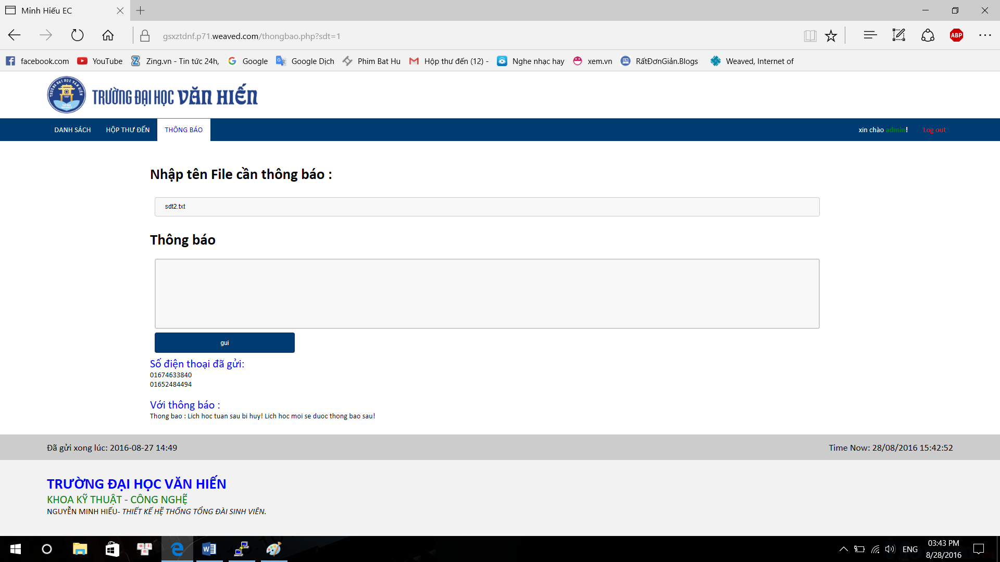 Minh Hiếu EC
gsxztdnf.p71.weaved.com/thongbao.php?sdt=1
ABP
facebook.com YouTube Zing.vn - Tin tức 24h, Google Google Dịch Phim Bat Hu Hộp thư đến (12) - Nghe nhạc hay xem.vn RấtĐơnGiản.Blogs Weaved, Internet of
TRƯỜNG ĐẠI HỌC VĂN HIẾN
DANH SÁCH HỘP THƯ ĐẾN THÔNG BÁO xin chào admin! Log out
Nhập tên File cần thông báo :
sdt2.txt
Thông báo
gui
Số điện thoại đã gửi:
01674633840
01652484494
Với thông báo :
Thong bao : Lich hoc tuan sau bi huy! Lich hoc moi se duoc thong bao sau!
Đã gửi xong lúc: 2016-08-27 14:49 Time Now: 28/08/2016 15:42:52
TRƯỜNG ĐẠI HỌC VĂN HIẾN
KHOA KỸ THUẬT - CÔNG NGHỆ
NGUYỄN MINH HIẾU- THIẾT KẾ HỆ THỐNG TỔNG ĐÀI SINH VIÊN.
ENG
03:43 PM
8/28/2016